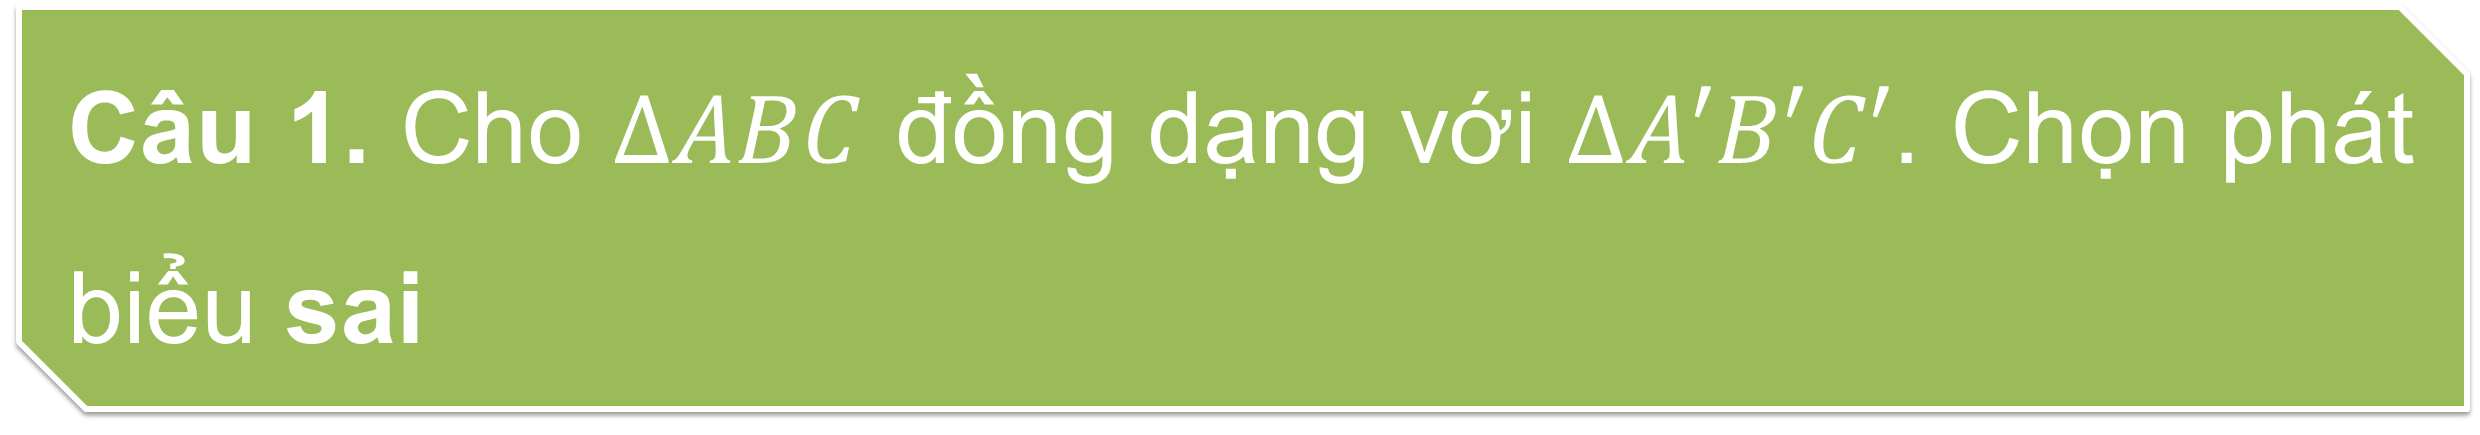 Câu 1. Cho Δ𝐴𝐵𝐶 đồng dạng với Δ𝐴′𝐵′𝐶′. Chọn phát
biểu sai